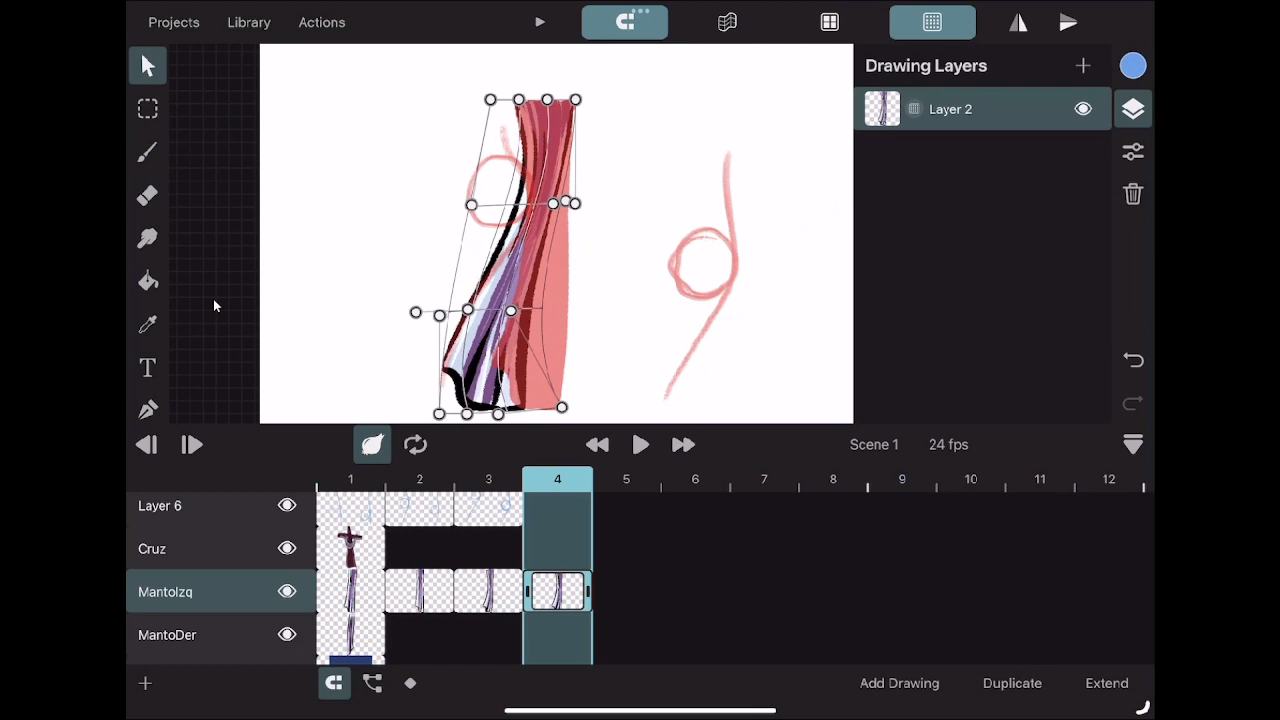 Projects Library Actions
Drawing Layers
Layer 2
T
Scene 1 24 fps
1 2 3 4 5 6 7 8 9 10 11 12
Layer 6
Cruz
MantoIzq
MantoDer
Add Drawing Duplicate Extend